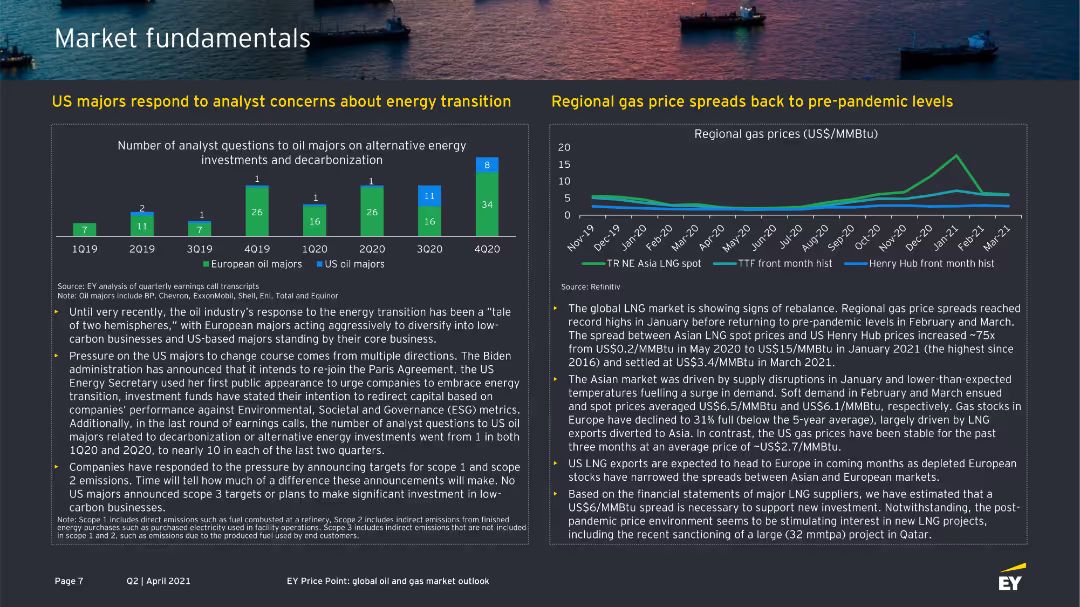 Market fundamentals
US majors respond to analyst concerns about energy transition
Number of analyst questions to oil majors on alternative energy
investments and decarbonization
7
2
11
1
7
1
26
1
16
1
26
11
16
8
34
1Q19 2Q19 3Q19 4Q19 1Q20 2Q20 3Q20 4Q20
European oil majors US oil majors
Source: EY analysis of quarterly earnings call transcripts
Note: Oil majors include BP, Chevron, ExxonMobil, Shell, Eni, Total and Equinor
Until very recently, the oil industry's response to the energy transition has been a "tale
of two hemispheres," with European majors acting aggressively to diversify into low-
carbon businesses and US-based majors standing by their core business.
Pressure on the US majors to change course comes from multiple directions. The Biden
administration has announced that it intends to re-join the Paris Agreement, the US
Energy Secretary used her first public appearance to urge companies to embrace energy
transition, investment funds have stated their intention to redirect capital based on
companies' performance against Environmental, Societal and Governance (ESG) metrics.
Additionally, in the last round of earnings calls, the number of analyst questions to US oil
majors related to decarbonization or alternative energy investments went from 1 in both
1Q20 and 2Q20, to nearly 10 in each of the last two quarters.
Companies have responded to the pressure by announcing targets for scope 1 and scope
2 emissions. Time will tell how much of a difference these announcements will make. No
US majors announced scope 3 targets or plans to make significant investment in low-
carbon businesses.
Note: Scope 1 includes direct emissions such as fuel combusted at a refinery, Scope 2 includes indirect emissions from finished
energy purchases such as purchased electricity used in facility operations. Scope 3 includes indirect emissions that are not included
in scope 1 and 2, such as emissions due to the produced fuel used by end customers.
Regional gas price spreads back to pre-pandemic levels
Regional gas prices (US$/MMBtu)
20
15
10
5
0
Nov-19 Dec-19 Jan-20 Feb-20 Mar-20 Apr-20 May-20 Jun-20 Jul-20 Aug-20 Sep-20 Oct-20 Nov-20 Dec-20 Jan-21 Feb-21 Mar-21
TR NE Asia LNG spot TTF front month hist Henry Hub front month hist
Source: Refinitiv
The global LNG market is showing signs of rebalance. Regional gas price spreads reached
record highs in January before returning to pre-pandemic levels in February and March.
The spread between Asian LNG spot prices and US Henry Hub prices increased ~75x
from US$0.2/MMBtu in May 2020 to US$15/MMBtu in January 2021 (the highest since
2016) and settled at US$3.4/MMBtu in March 2021.
The Asian market was driven by supply disruptions in January and lower-than-expected
temperatures fuelling a surge in demand. Soft demand in February and March ensued
and spot prices averaged US$6.5/MMBtu and US$6.1/MMBtu, respectively. Gas stocks in
Europe have declined to 31% full (below the 5-year average), largely driven by LNG
exports diverted to Asia. In contrast, the US gas prices have been stable for the past
three months at an average price of ~US$2.7/MMBtu.
US LNG exports are expected to head to Europe in coming months as depleted European
stocks have narrowed the spreads between Asian and European markets.
Based on the financial statements of major LNG suppliers, we have estimated that a
US$6/MMBtu spread is necessary to support new investment. Notwithstanding, the post-
pandemic price environment seems to be stimulating interest in new LNG projects,
including the recent sanctioning of a large (32 mmtpa) project in Qatar.
Page 7 Q2 | April 2021 EY Price Point: global oil and gas market outlook
EY